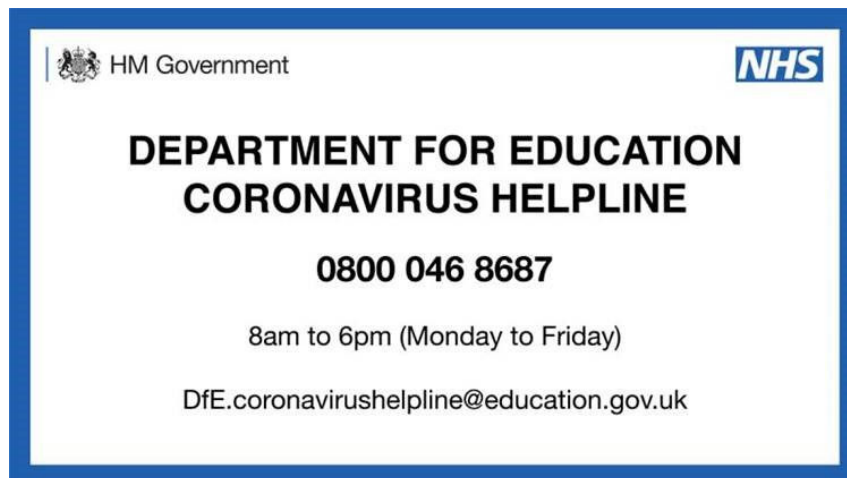 HM Government
NHS
DEPARTMENT FOR EDUCATION
CORONAVIRUS HELPLINE
0800 046 8687
8am to 6pm (Monday to Friday)
DfE.coronavirushelpline@education.gov.uk